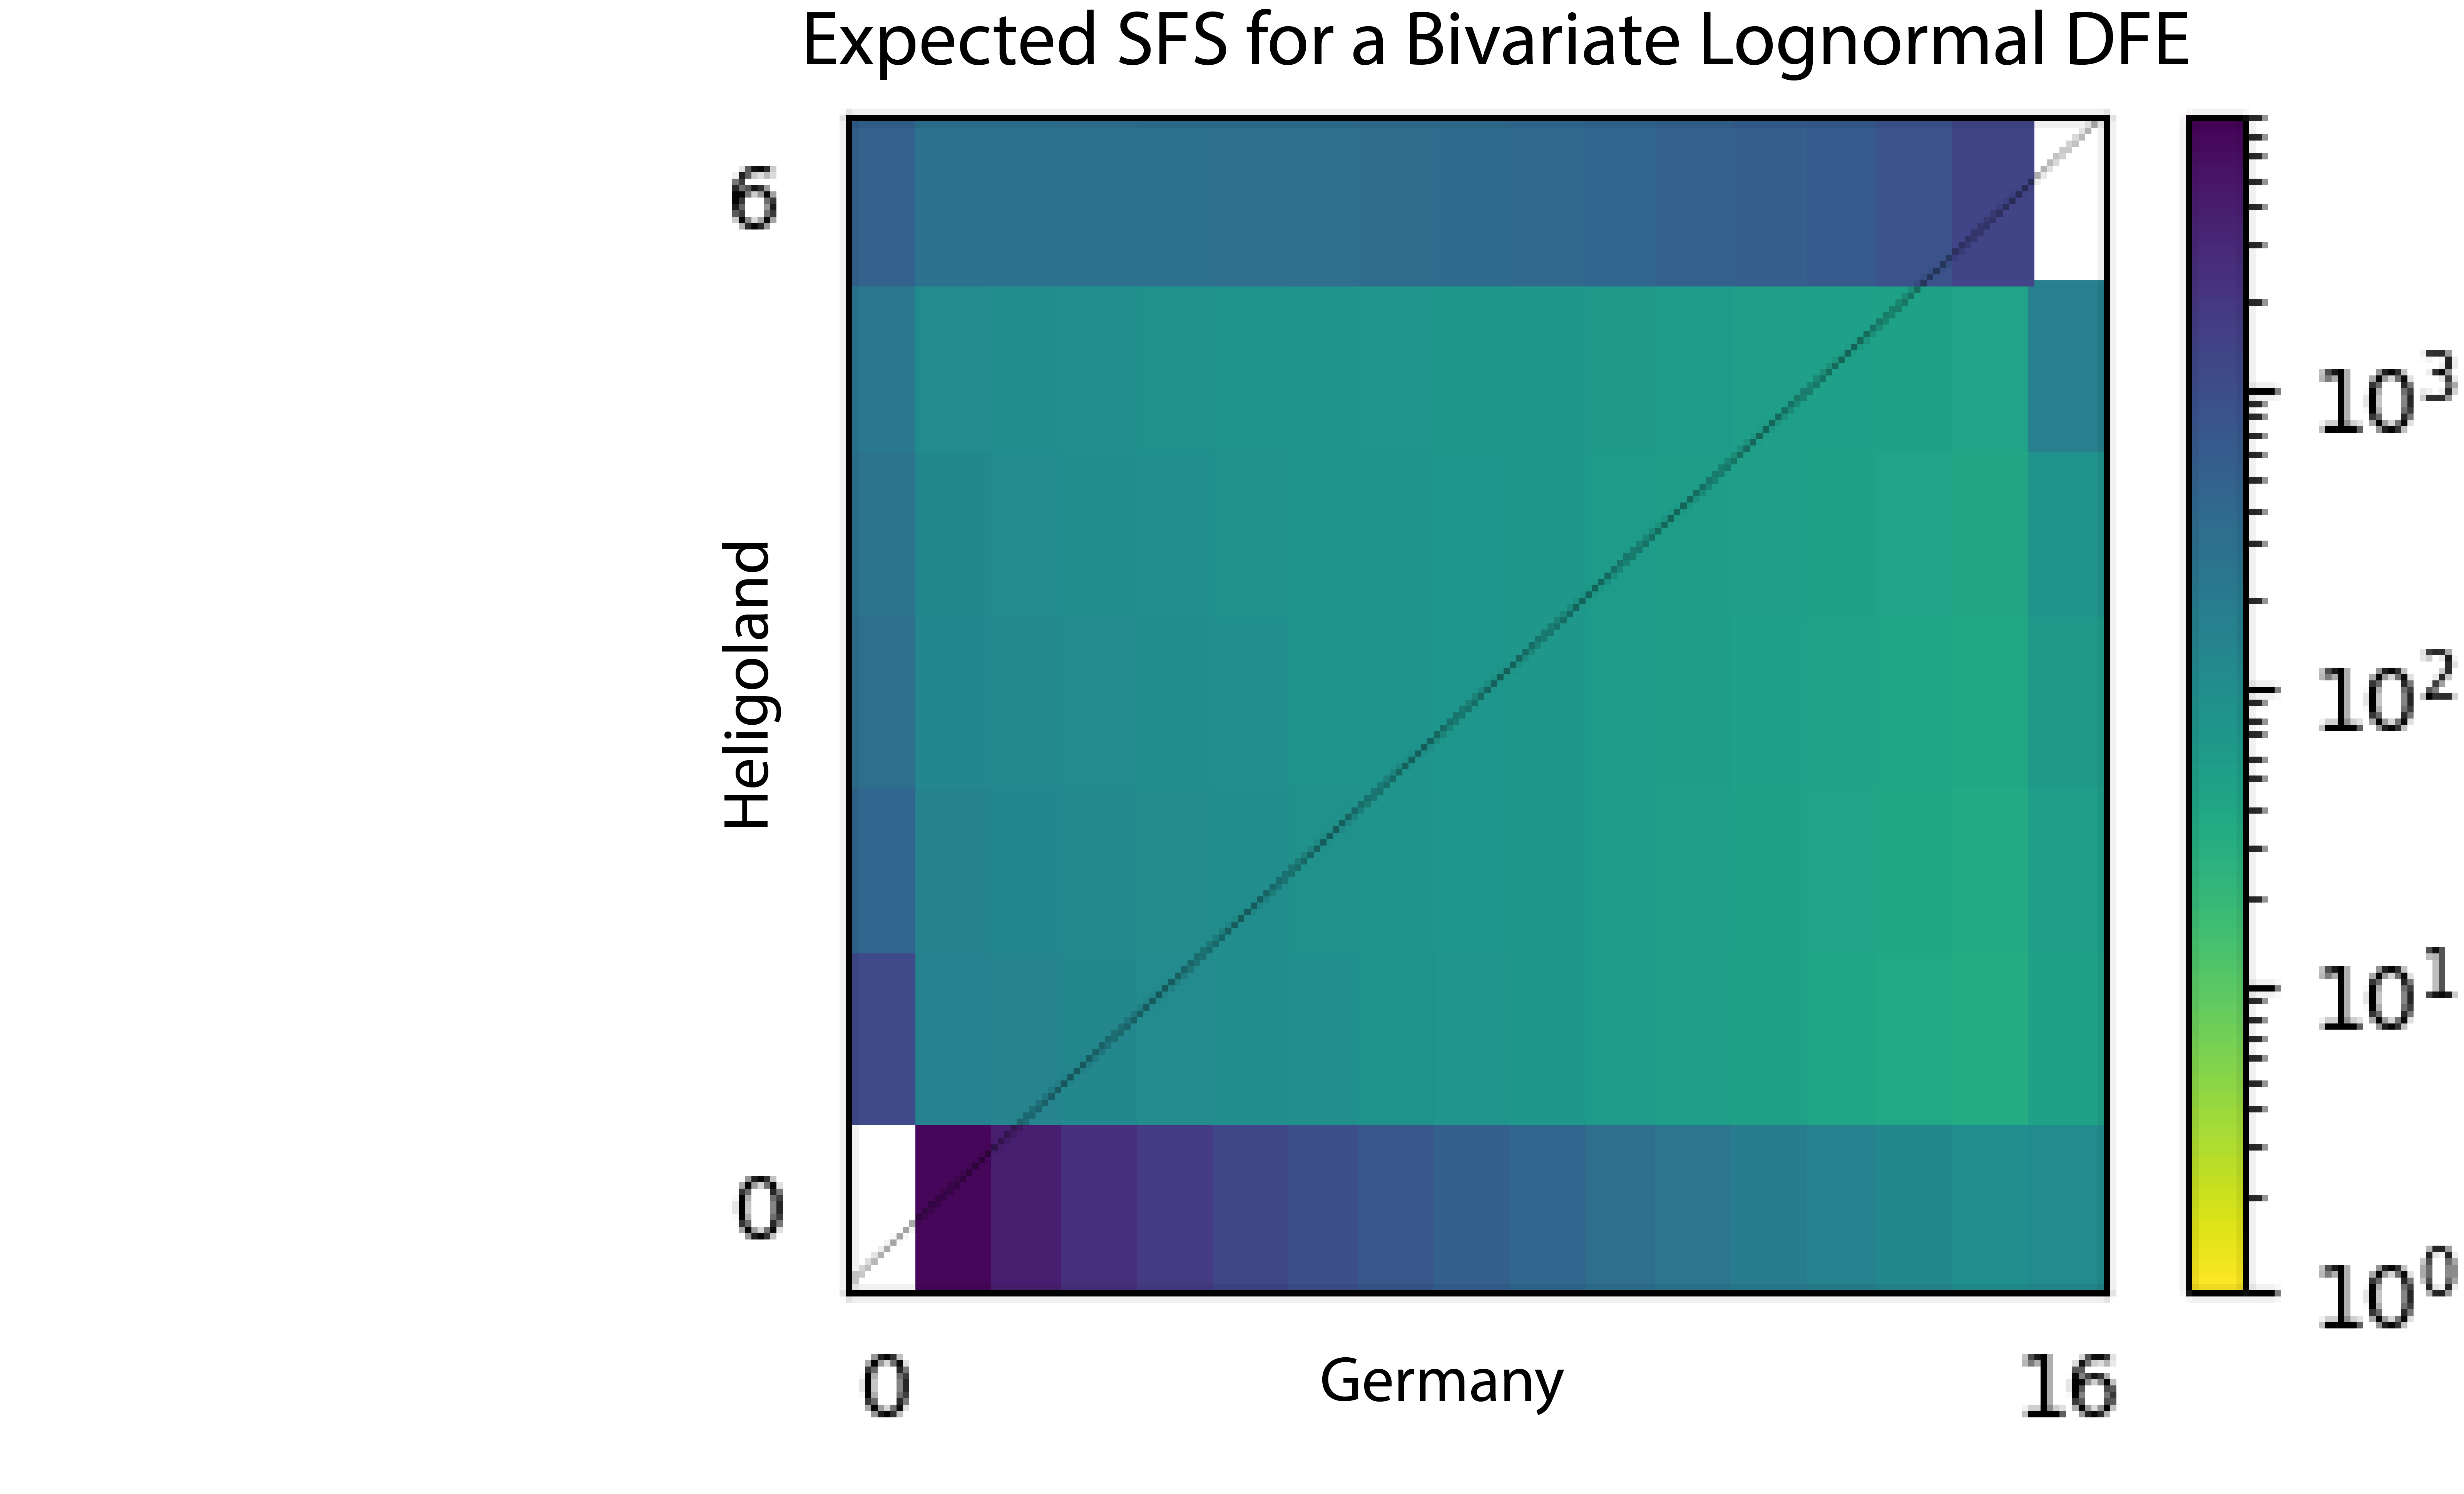 Expected SFS for a Bivariate Lognormal DFE
6
Heligoland
0
0
Germany
16
10³
10²
10¹
10⁰